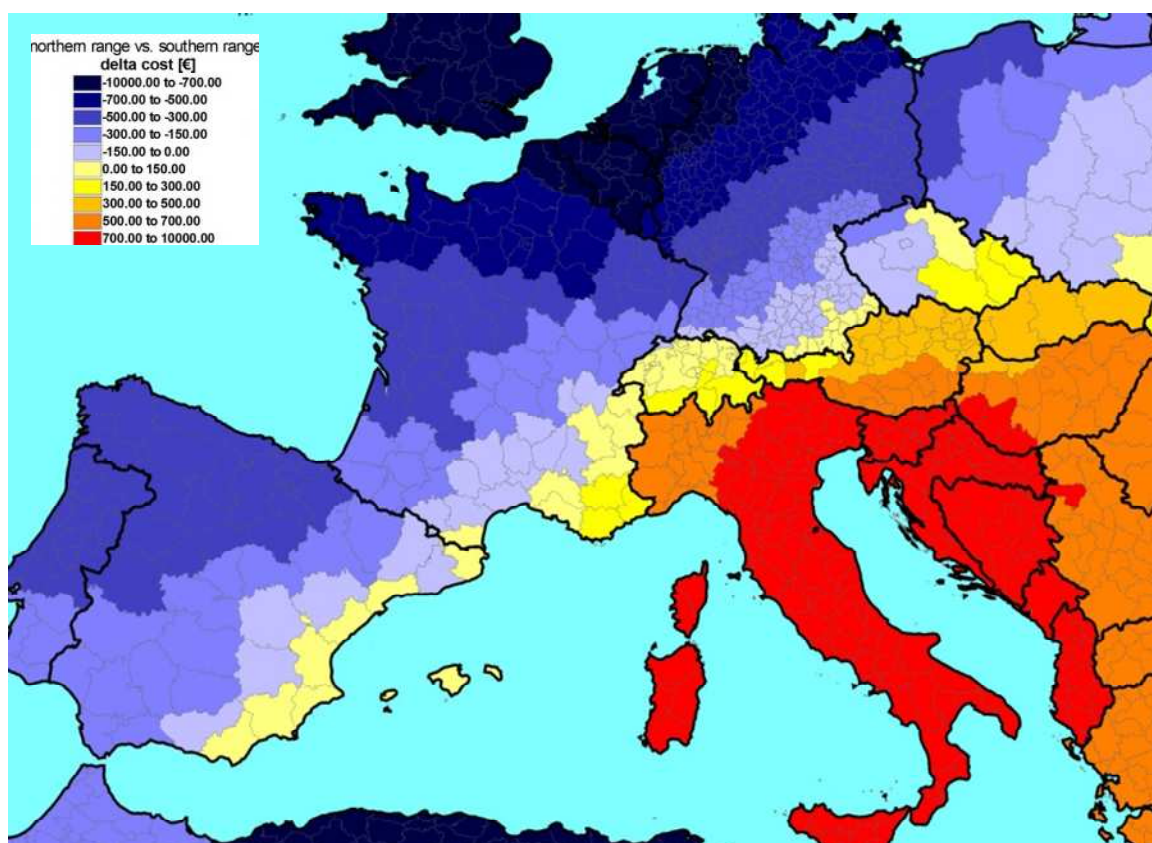 northern range vs. southern range
delta cost [€]
-10000.00 to -700.00
-700.00 to -500.00
-500.00 to -300.00
-300.00 to -150.00
-150.00 to 0.00
0.00 to 150.00
150.00 to 300.00
300.00 to 500.00
500.00 to 700.00
700.00 to 10000.00